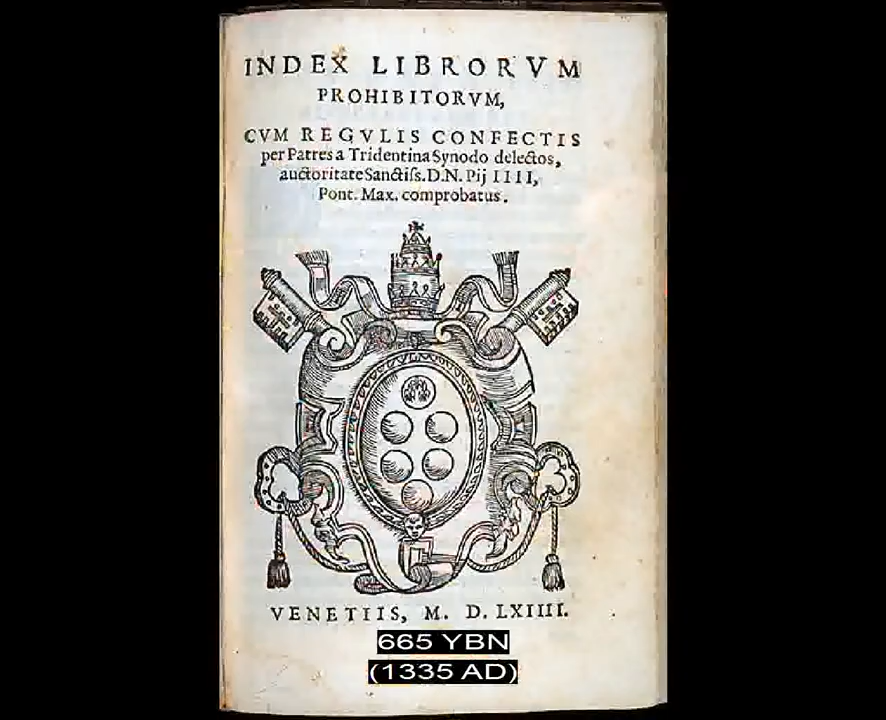 INDEX LIBRORVM
PROHIBITORVM,
CVM REGVLIS CONFECTIS
per Patres a Tridentina Synodo delectos,
auctoritate Sanctiss. D. N. Pij IIII,
Pont. Max. comprobatus.
VENETIIS, M. D. LXIIII.
665 YBN
(1335 AD)